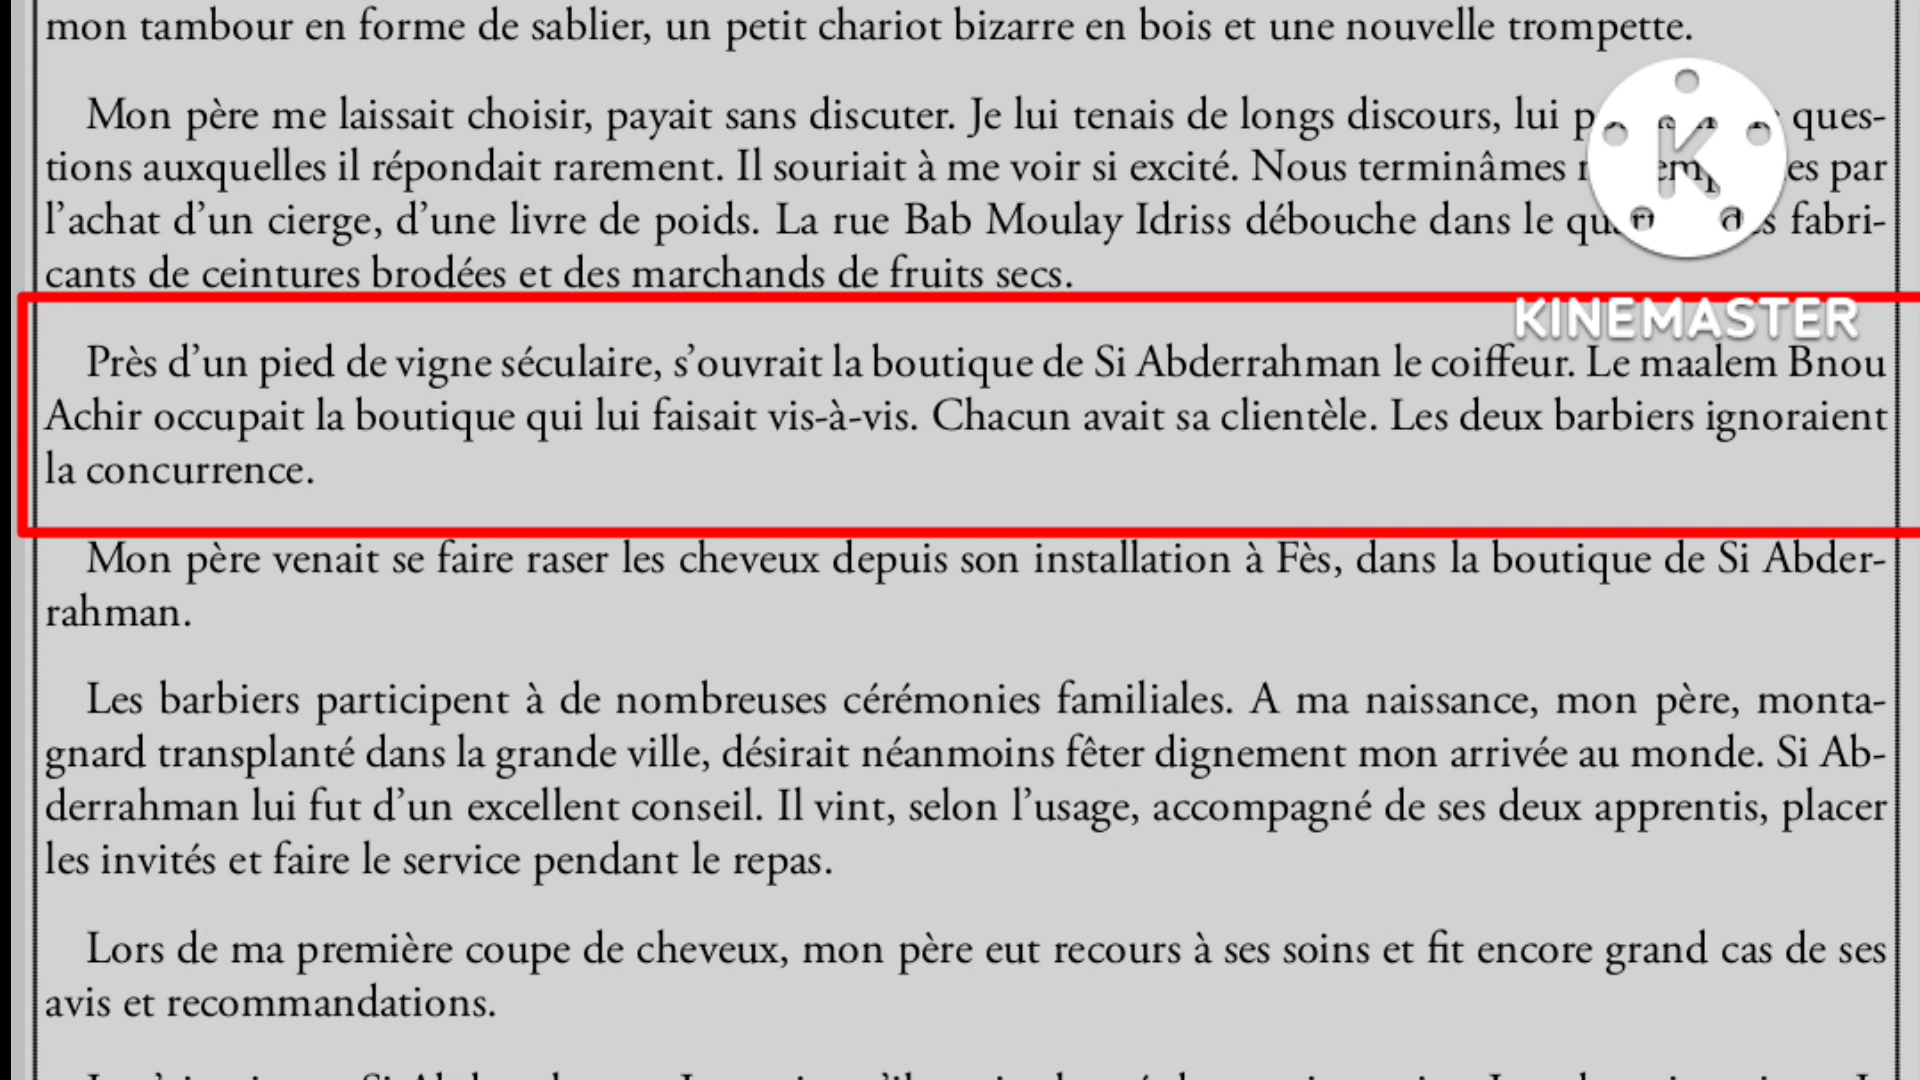 mon tambour en forme de sablier, un petit chariot bizarre en bois et une nouvelle trompette.
Mon père me laissait choisir, payait sans discuter. Je lui tenais de longs discours, lui ques-
tions auxquelles il répondait rarement. Il souriait à me voir si excité. Nous terminâmes par
l’achat d’un cierge, d’une livre de poids. La rue Bab Moulay Idriss débouche dans le fabri-
cants de ceintures brodées et des marchands de fruits secs.
KINEMASTER
Près d’un pied de vigne séculaire, s’ouvrait la boutique de Si Abderrahman le coiffeur. Le maalem Bnou
Achir occupait la boutique qui lui faisait vis-à-vis. Chacun avait sa clientèle. Les deux barbiers ignoraient
la concurrence.
Mon père venait se faire raser les cheveux depuis son installation à Fès, dans la boutique de Si Abder-
rahman.
Les barbiers participent à de nombreuses cérémonies familiales. A ma naissance, mon père, monta-
gnard transplanté dans la grande ville, désirait néanmoins fêter dignement mon arrivée au monde. Si Ab-
derrahman lui fut d’un excellent conseil. Il vint, selon l’usage, accompagné de ses deux apprentis, placer
les invités et faire le service pendant le repas.
Lors de ma première coupe de cheveux, mon père eut recours à ses soins et fit encore grand cas de ses
avis et recommandations.